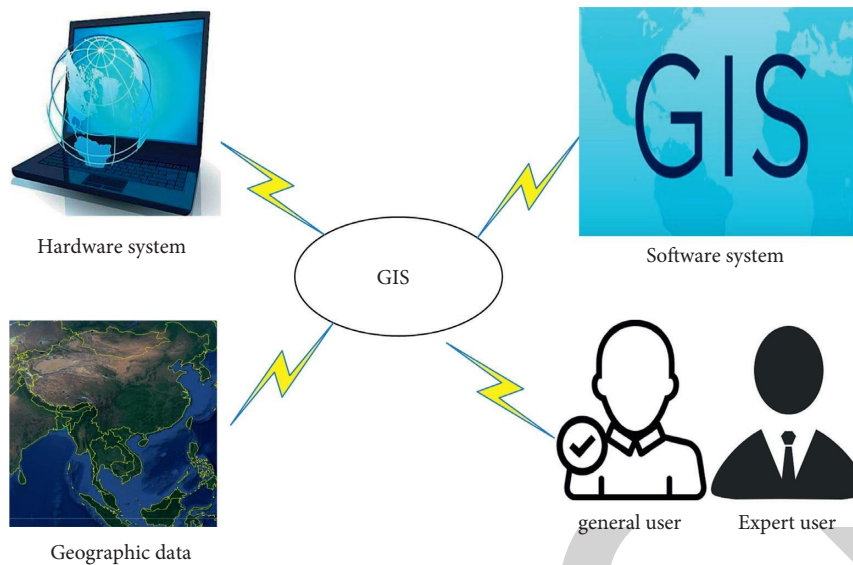 GIS
Hardware system
Software system
GIS
general user
Expert user
Geographic data